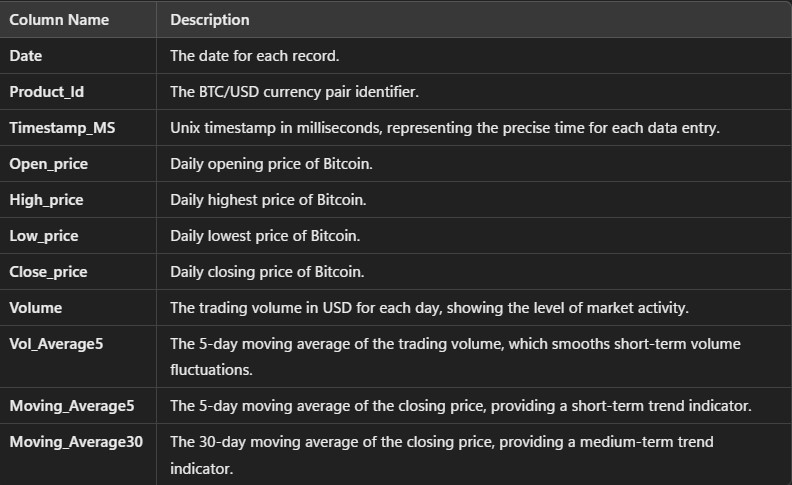 Column Name Description
Date The date for each record.
Product_Id The BTC/USD currency pair identifier.
Timestamp_MS Unix timestamp in milliseconds, representing the precise time for each data entry.
Open_price Daily opening price of Bitcoin.
High_price Daily highest price of Bitcoin.
Low_price Daily lowest price of Bitcoin.
Close_price Daily closing price of Bitcoin.
Volume The trading volume in USD for each day, showing the level of market activity.
Vol_Average5 The 5-day moving average of the trading volume, which smooths short-term volume
fluctuations.
Moving_Average5 The 5-day moving average of the closing price, providing a short-term trend indicator.
Moving_Average30 The 30-day moving average of the closing price, providing a medium-term trend
indicator.